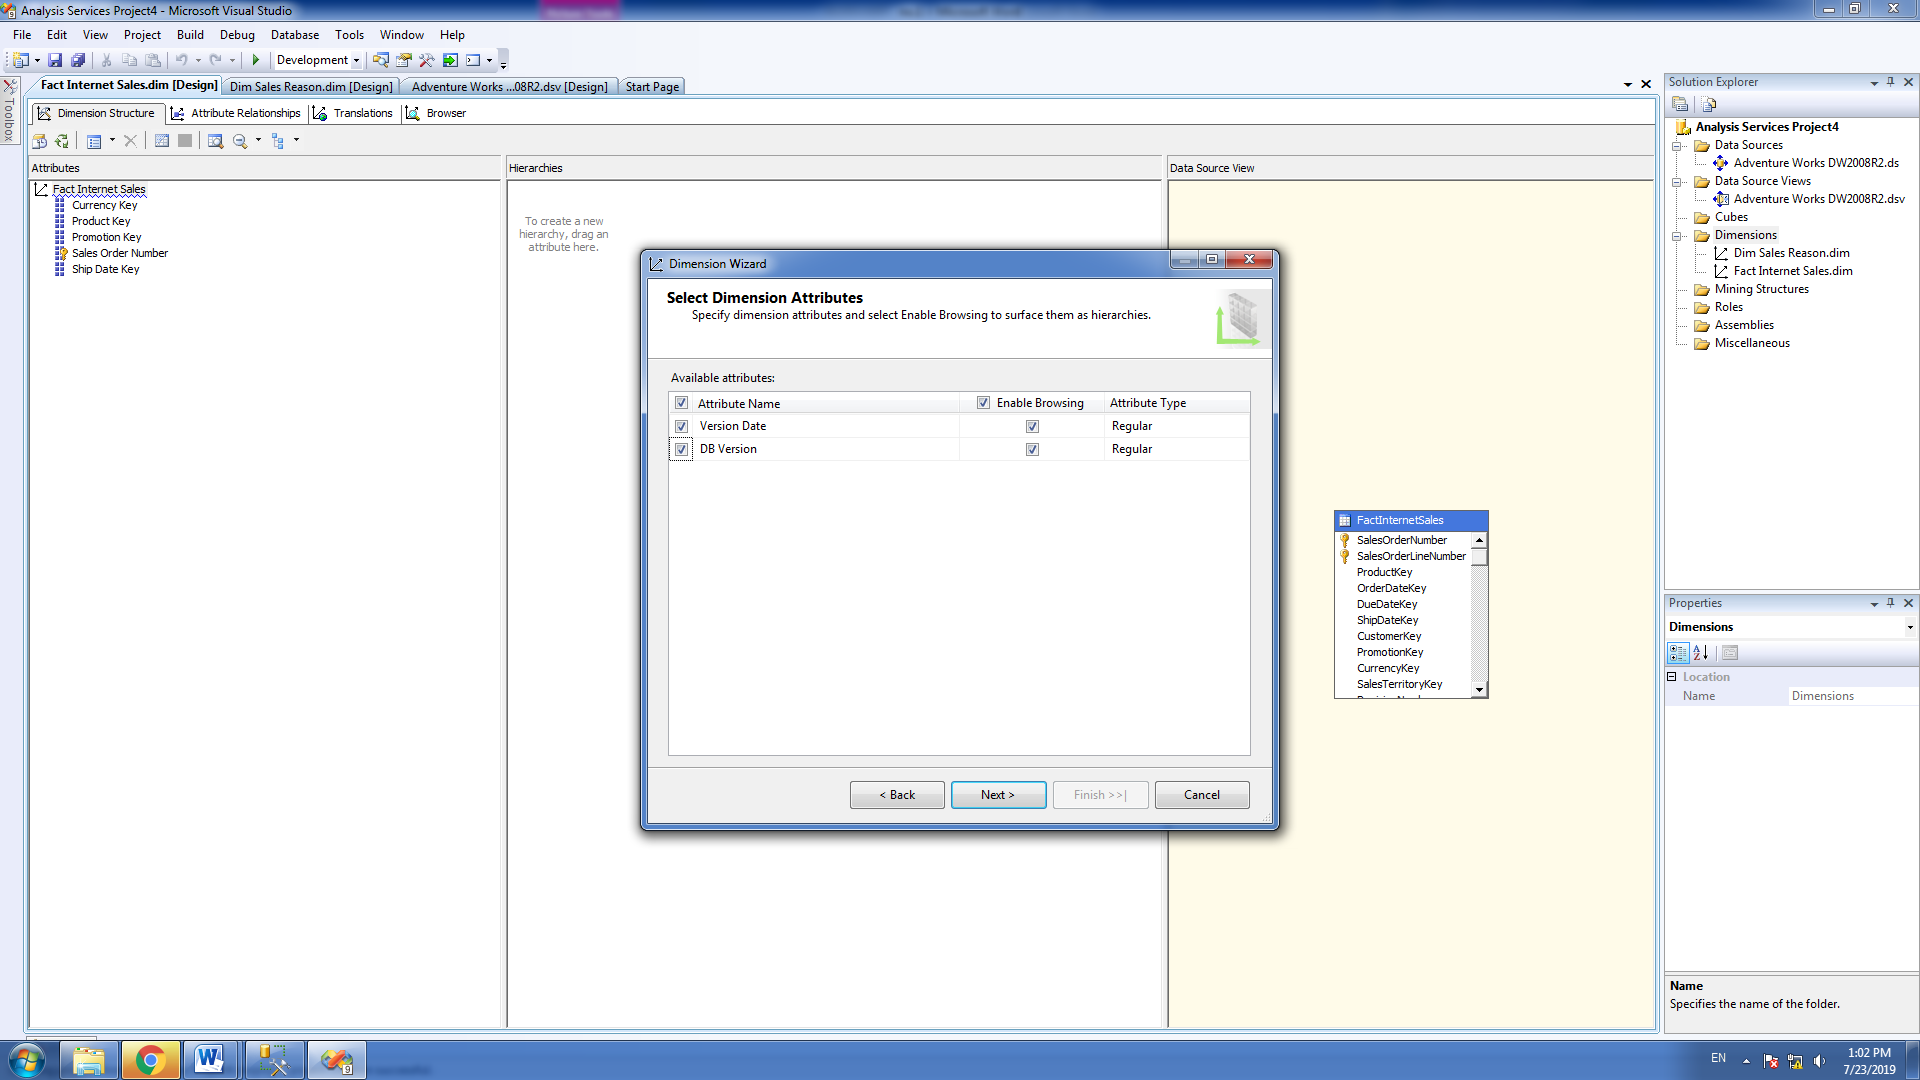 Analysis Services Project4 - Microsoft Visual Studio
File Edit View Project Build Debug Database Tools Window Help
Development
Toolbox
Fact Internet Sales.dim [Design] Dim Sales Reason.dim [Design] Adventure Works ...08R2.dsv [Design] Start Page
Dimension Structure Attribute Relationships Translations Browser
Attributes
Fact Internet Sales
Currency Key
Product Key
Promotion Key
Sales Order Number
Ship Date Key
Hierarchies
To create a new
hierarchy, drag an
attribute here.
Data Source View
FactInternetSales
SalesOrderNumber
SalesOrderLineNumber
ProductKey
OrderDateKey
DueDateKey
ShipDateKey
CustomerKey
PromotionKey
CurrencyKey
SalesTerritoryKey
Dimension Wizard
Select Dimension Attributes
Specify dimension attributes and select Enable Browsing to surface them as hierarchies.
Available attributes:
Attribute Name Enable Browsing Attribute Type
Version Date Regular
DB Version Regular
< Back Next > Finish >>| Cancel
Solution Explorer
Analysis Services Project4
Data Sources
Adventure Works DW2008R2.ds
Data Source Views
Adventure Works DW2008R2.dsv
Cubes
Dimensions
Dim Sales Reason.dim
Fact Internet Sales.dim
Mining Structures
Roles
Assemblies
Miscellaneous
Properties
Dimensions
Location
Name Dimensions
Name
Specifies the name of the folder.
EN
1:02 PM
7/23/2019